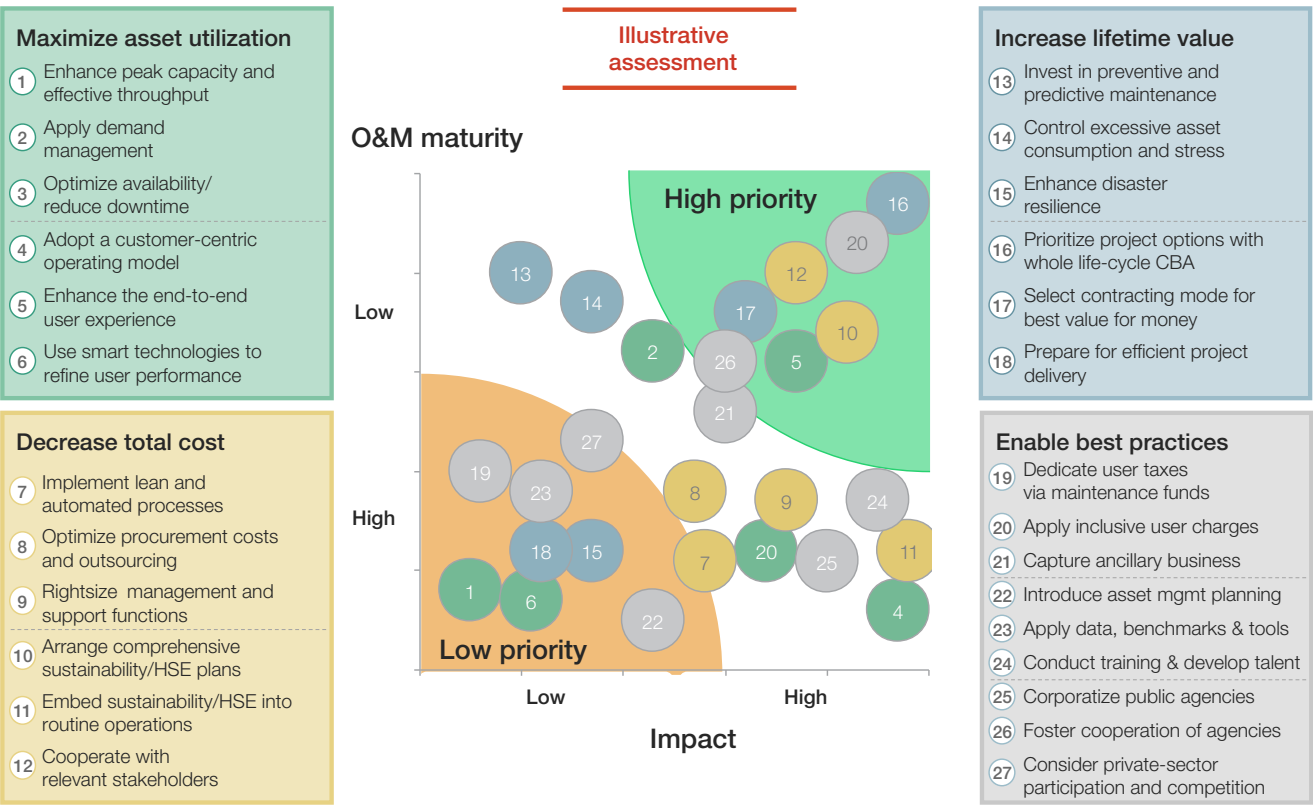 Maximize asset utilization
1
Enhance peak capacity and
effective throughput
2
Apply demand
management
3
Optimize availability/
reduce downtime
4
Adopt a customer-centric
operating model
5
Enhance the end-to-end
user experience
6
Use smart technologies to
refine user performance
Decrease total cost
7
Implement lean and
automated processes
8
Optimize procurement costs
and outsourcing
9
Rightsize management and
support functions
10
Arrange comprehensive
sustainability/HSE plans
11
Embed sustainability/HSE into
routine operations
12
Cooperate with
relevant stakeholders
Illustrative
assessment
O&M maturity
High priority
16
20
13
12
14
17
10
Low
2
26
5
21
27
19
23
8
9
24
High
18
15
7
20
25
11
1
6
22
4
Low priority
Low
High
Impact
Increase lifetime value
13
Invest in preventive and
predictive maintenance
14
Control excessive asset
consumption and stress
15
Enhance disaster
resilience
16
Prioritize project options with
whole life-cycle CBA
17
Select contracting mode for
best value for money
18
Prepare for efficient project
delivery
Enable best practices
19
Dedicate user taxes
via maintenance funds
20
Apply inclusive user charges
21
Capture ancillary business
22
Introduce asset mgmt planning
23
Apply data, benchmarks & tools
24
Conduct training & develop talent
25
Corporatize public agencies
26
Foster cooperation of agencies
27
Consider private-sector
participation and competition